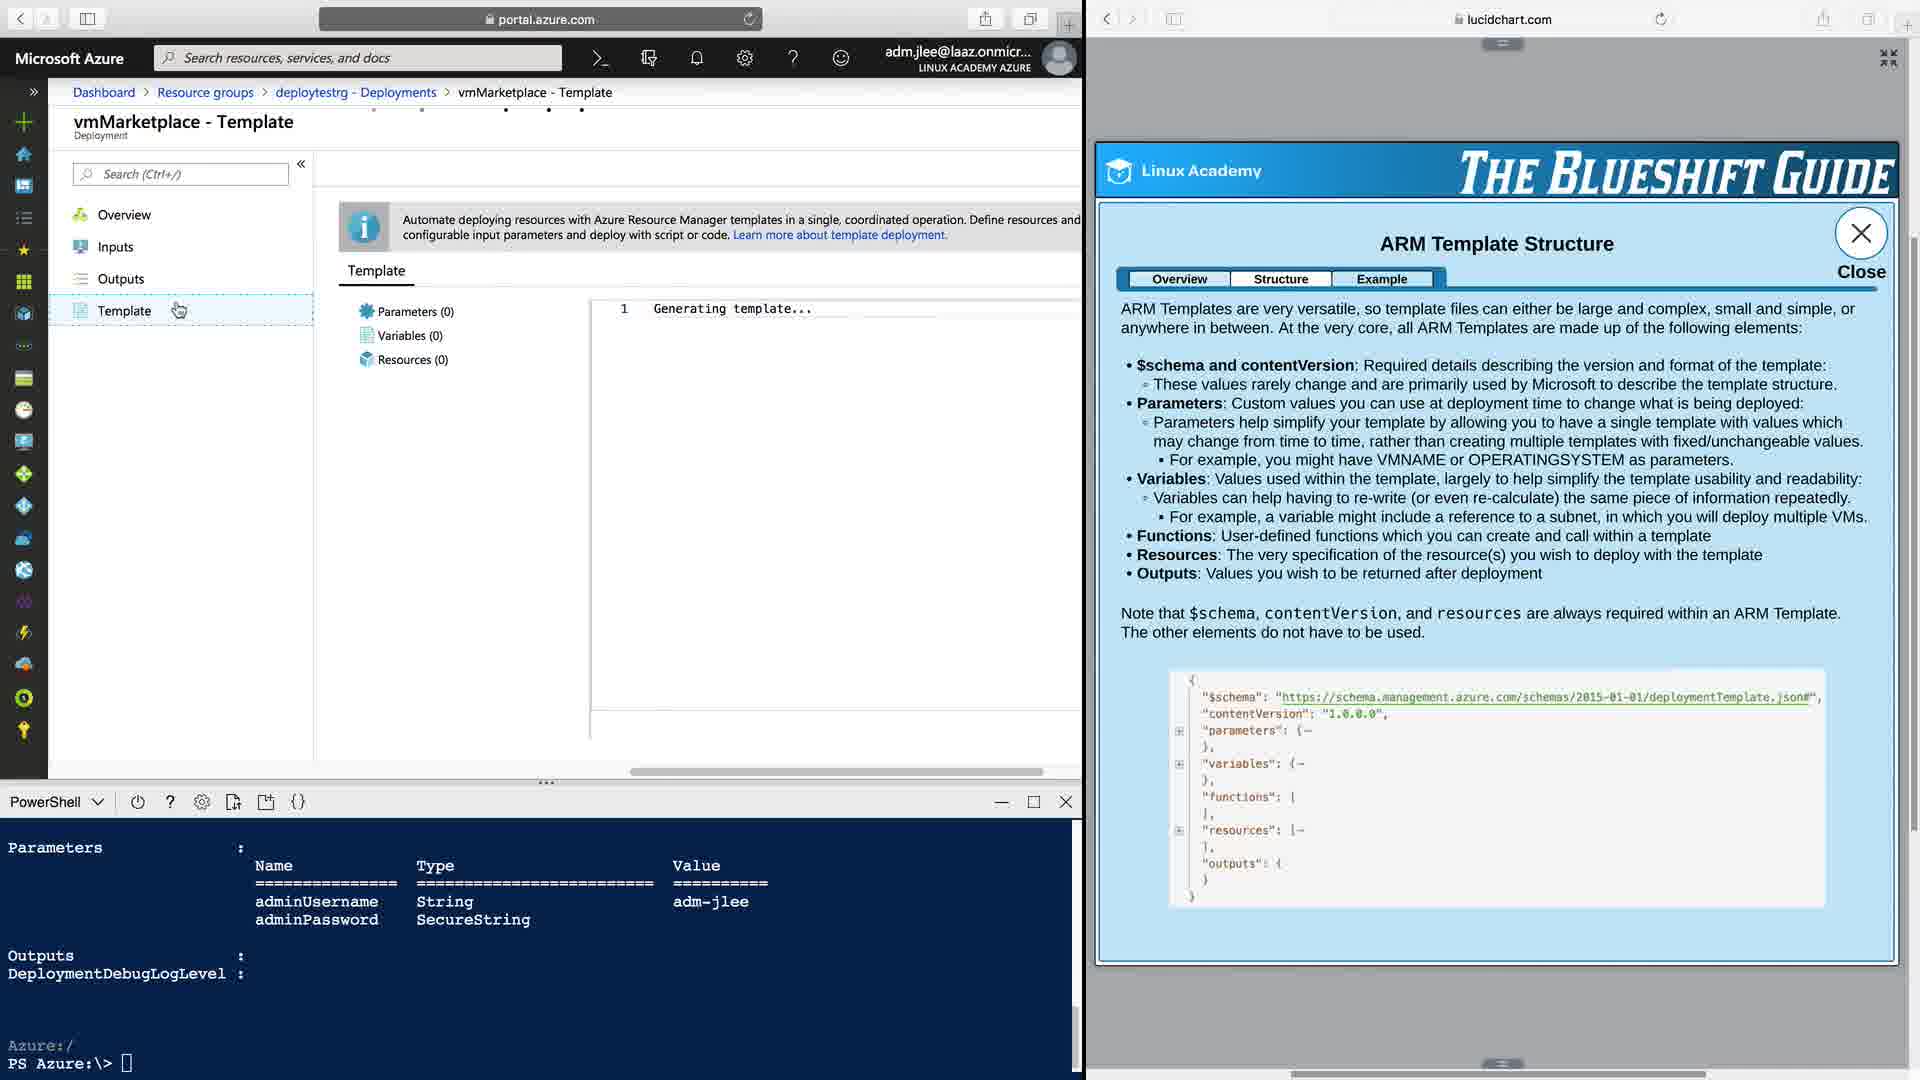 portal.azure.com
lucidchart.com
Microsoft Azure
Search resources, services, and docs
adm.jlee@laaz.onmicr...
LINUX ACADEMY AZURE
Dashboard > Resource groups > deploytestrg - Deployments > vmMarketplace - Template
vmMarketplace - Template
Deployment
Search (Ctrl+/)
Overview
Inputs
Outputs
Template
Automate deploying resources with Azure Resource Manager templates in a single, coordinated operation. Define resources and
configurable input parameters and deploy with script or code. Learn more about template deployment.
Template
Parameters (0)
Variables (0)
Resources (0)
1 Generating template...
PowerShell
Parameters :
Name Type Value
=============== ========================= ==========
adminUsername String adm-jlee
adminPassword SecureString
Outputs :
DeploymentDebugLogLevel :
Azure:/
PS Azure:\>
Linux Academy
THE BLUESHIFT GUIDE
ARM Template Structure
Close
Overview Structure Example
ARM Templates are very versatile, so template files can either be large and complex, small and simple, or
anywhere in between. At the very core, all ARM Templates are made up of the following elements:
• $schema and contentVersion: Required details describing the version and format of the template:
◦ These values rarely change and are primarily used by Microsoft to describe the template structure.
• Parameters: Custom values you can use at deployment time to change what is being deployed:
◦ Parameters help simplify your template by allowing you to have a single template with values which
may change from time to time, rather than creating multiple templates with fixed/unchangeable values.
▪ For example, you might have VMNAME or OPERATINGSYSTEM as parameters.
• Variables: Values used within the template, largely to help simplify the template usability and readability:
◦ Variables can help having to re-write (or even re-calculate) the same piece of information repeatedly.
▪ For example, a variable might include a reference to a subnet, in which you will deploy multiple VMs.
• Functions: User-defined functions which you can create and call within a template
• Resources: The very specification of the resource(s) you wish to deploy with the template
• Outputs: Values you wish to be returned after deployment
Note that $schema, contentVersion, and resources are always required within an ARM Template.
The other elements do not have to be used.
{
"$schema": "https://schema.management.azure.com/schemas/2015-01-01/deploymentTemplate.json#",
"contentVersion": "1.0.0.0",
"parameters": {⋯
},
"variables": {⋯
},
"functions": [
],
"resources": [⋯
],
"outputs": {
}
}